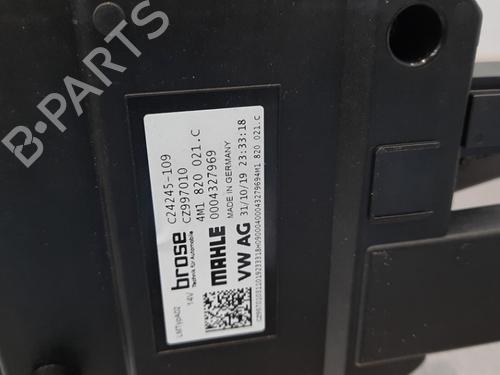 B-PARTS
LMTypA02
14V
brose
Technik für Automobile
C24245-109
CZ997010
4M1 820 021.C
0004327969
MAHLE
MADE IN GERMANY
VW AG
31/10/19 23:33:18